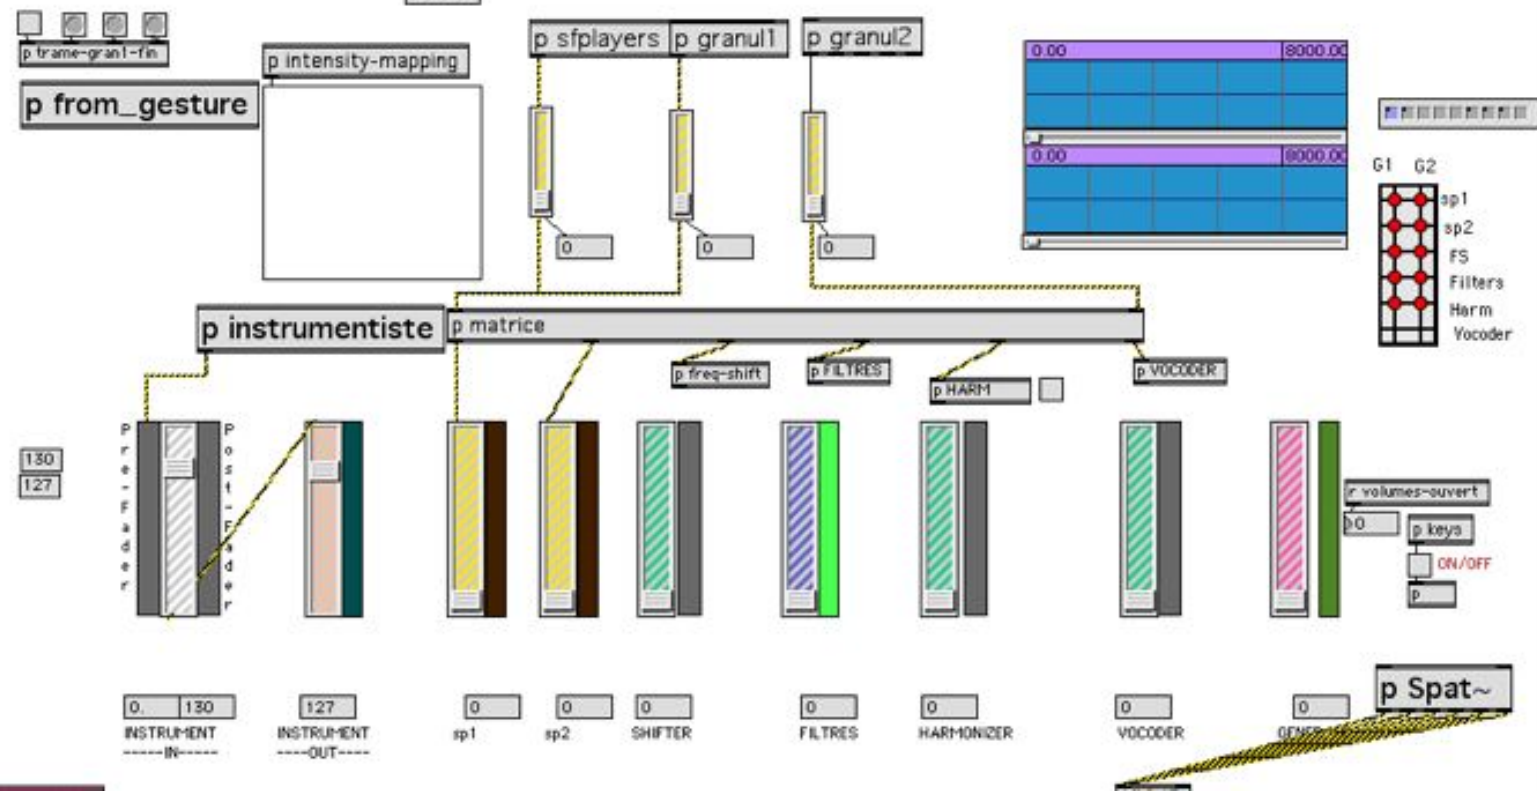 p trame-gran1-fin
p from_gesture
p intensity-mapping
p sfplayers
p granul1
p granul2
0
0
0
0.00
8000.00
0.00
8000.00
G1 G2
sp1
sp2
FS
Filters
Harm
Vocoder
p instrumentiste
p matrice
p freq-shift
p FILTRES
p HARM
p VOCODER
130
127
Pre-Fader
Post-Fader
r volumes-ouvert
0
p keys
ON/OFF
p
p Spat~
0.
130
127
0
0
0
0
0
0
0
INSTRUMENT
-----IN-----
INSTRUMENT
----OUT----
sp1
sp2
SHIFTER
FILTRES
HARMONIZER
VOCODER